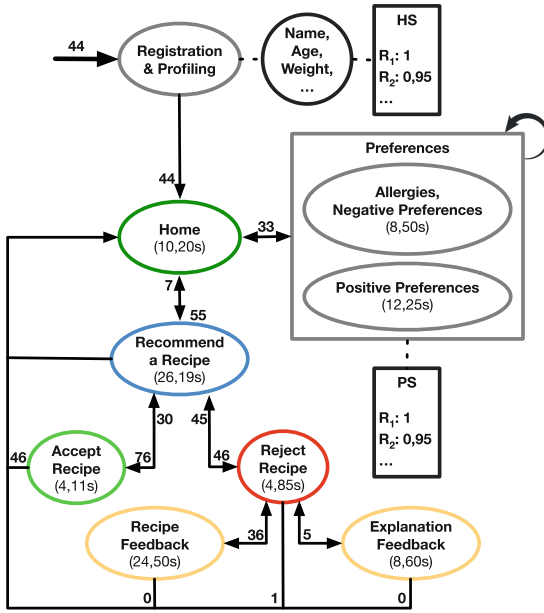 44
Registration
& Profiling
Name,
Age,
Weight,
...
HS
R1: 1
R2: 0,95
...
44
Preferences
Allergies,
Negative Preferences
(8,50s)
Positive Preferences
(12,25s)
Home
(10,20s)
33
7
55
Recommend
a Recipe
(26,19s)
PS
R1: 1
R2: 0,95
...
30
45
46
Accept
Recipe
(4,11s)
76
46
Reject
Recipe
(4,85s)
Recipe
Feedback
(24,50s)
36
5
Explanation
Feedback
(8,60s)
0
1
0